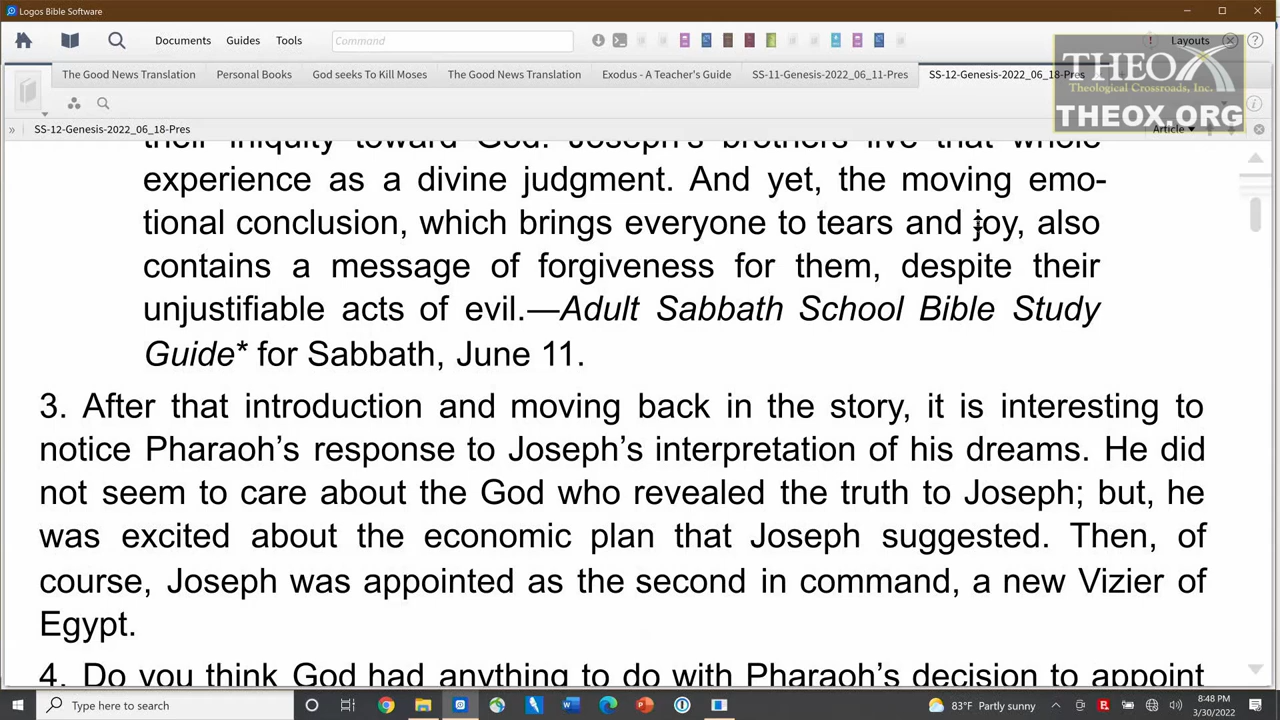 Logos Bible Software
Documents Guides Tools Command Layouts
The Good News Translation Personal Books God seeks To Kill Moses The Good News Translation Exodus - A Teacher's Guide SS-11-Genesis-2022_06_11-Pres SS-12-Genesis-2022_06_18-Pres
THEOX
Theological Crossroads, Inc.
THEOX.ORG
SS-12-Genesis-2022_06_18-Pres Article
their iniquity toward God. Joseph's brothers live that whole
experience as a divine judgment. And yet, the moving emo-
tional conclusion, which brings everyone to tears and joy, also
contains a message of forgiveness for them, despite their
unjustifiable acts of evil.—Adult Sabbath School Bible Study
Guide* for Sabbath, June 11.
3. After that introduction and moving back in the story, it is interesting to
notice Pharaoh's response to Joseph's interpretation of his dreams. He did
not seem to care about the God who revealed the truth to Joseph; but, he
was excited about the economic plan that Joseph suggested. Then, of
course, Joseph was appointed as the second in command, a new Vizier of
Egypt.
4. Do you think God had anything to do with Pharaoh's decision to appoint
Type here to search 83°F Partly sunny 8:48 PM
3/30/2022